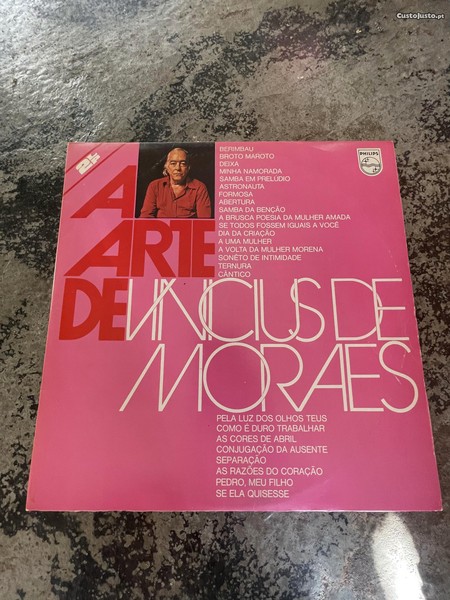 CustoJusto.pt
PHILIPS
BERIMBAU
BROTO MAROTO
DEIXA
MINHA NAMORADA
SAMBA EM PRELÚDIO
ASTRONAUTA
FORMOSA
ABERTURA
SAMBA DA BENÇÃO
A BRUSCA POESIA DA MULHER AMADA
SE TODOS FOSSEM IGUAIS A VOCÊ
DIA DA CRIAÇÃO
A UMA MULHER
A VOLTA DA MULHER MORENA
SONÊTO DE INTIMIDADE
TERNURA
CÂNTICO
A
ARTE
DE VINICIUS DE
MORAES
PELA LUZ DOS OLHOS TEUS
COMO É DURO TRABALHAR
AS CORES DE ABRIL
CONJUGAÇÃO DA AUSENTE
SEPARAÇÃO
AS RAZÕES DO CORAÇÃO
PEDRO, MEU FILHO
SE ELA QUISESSE